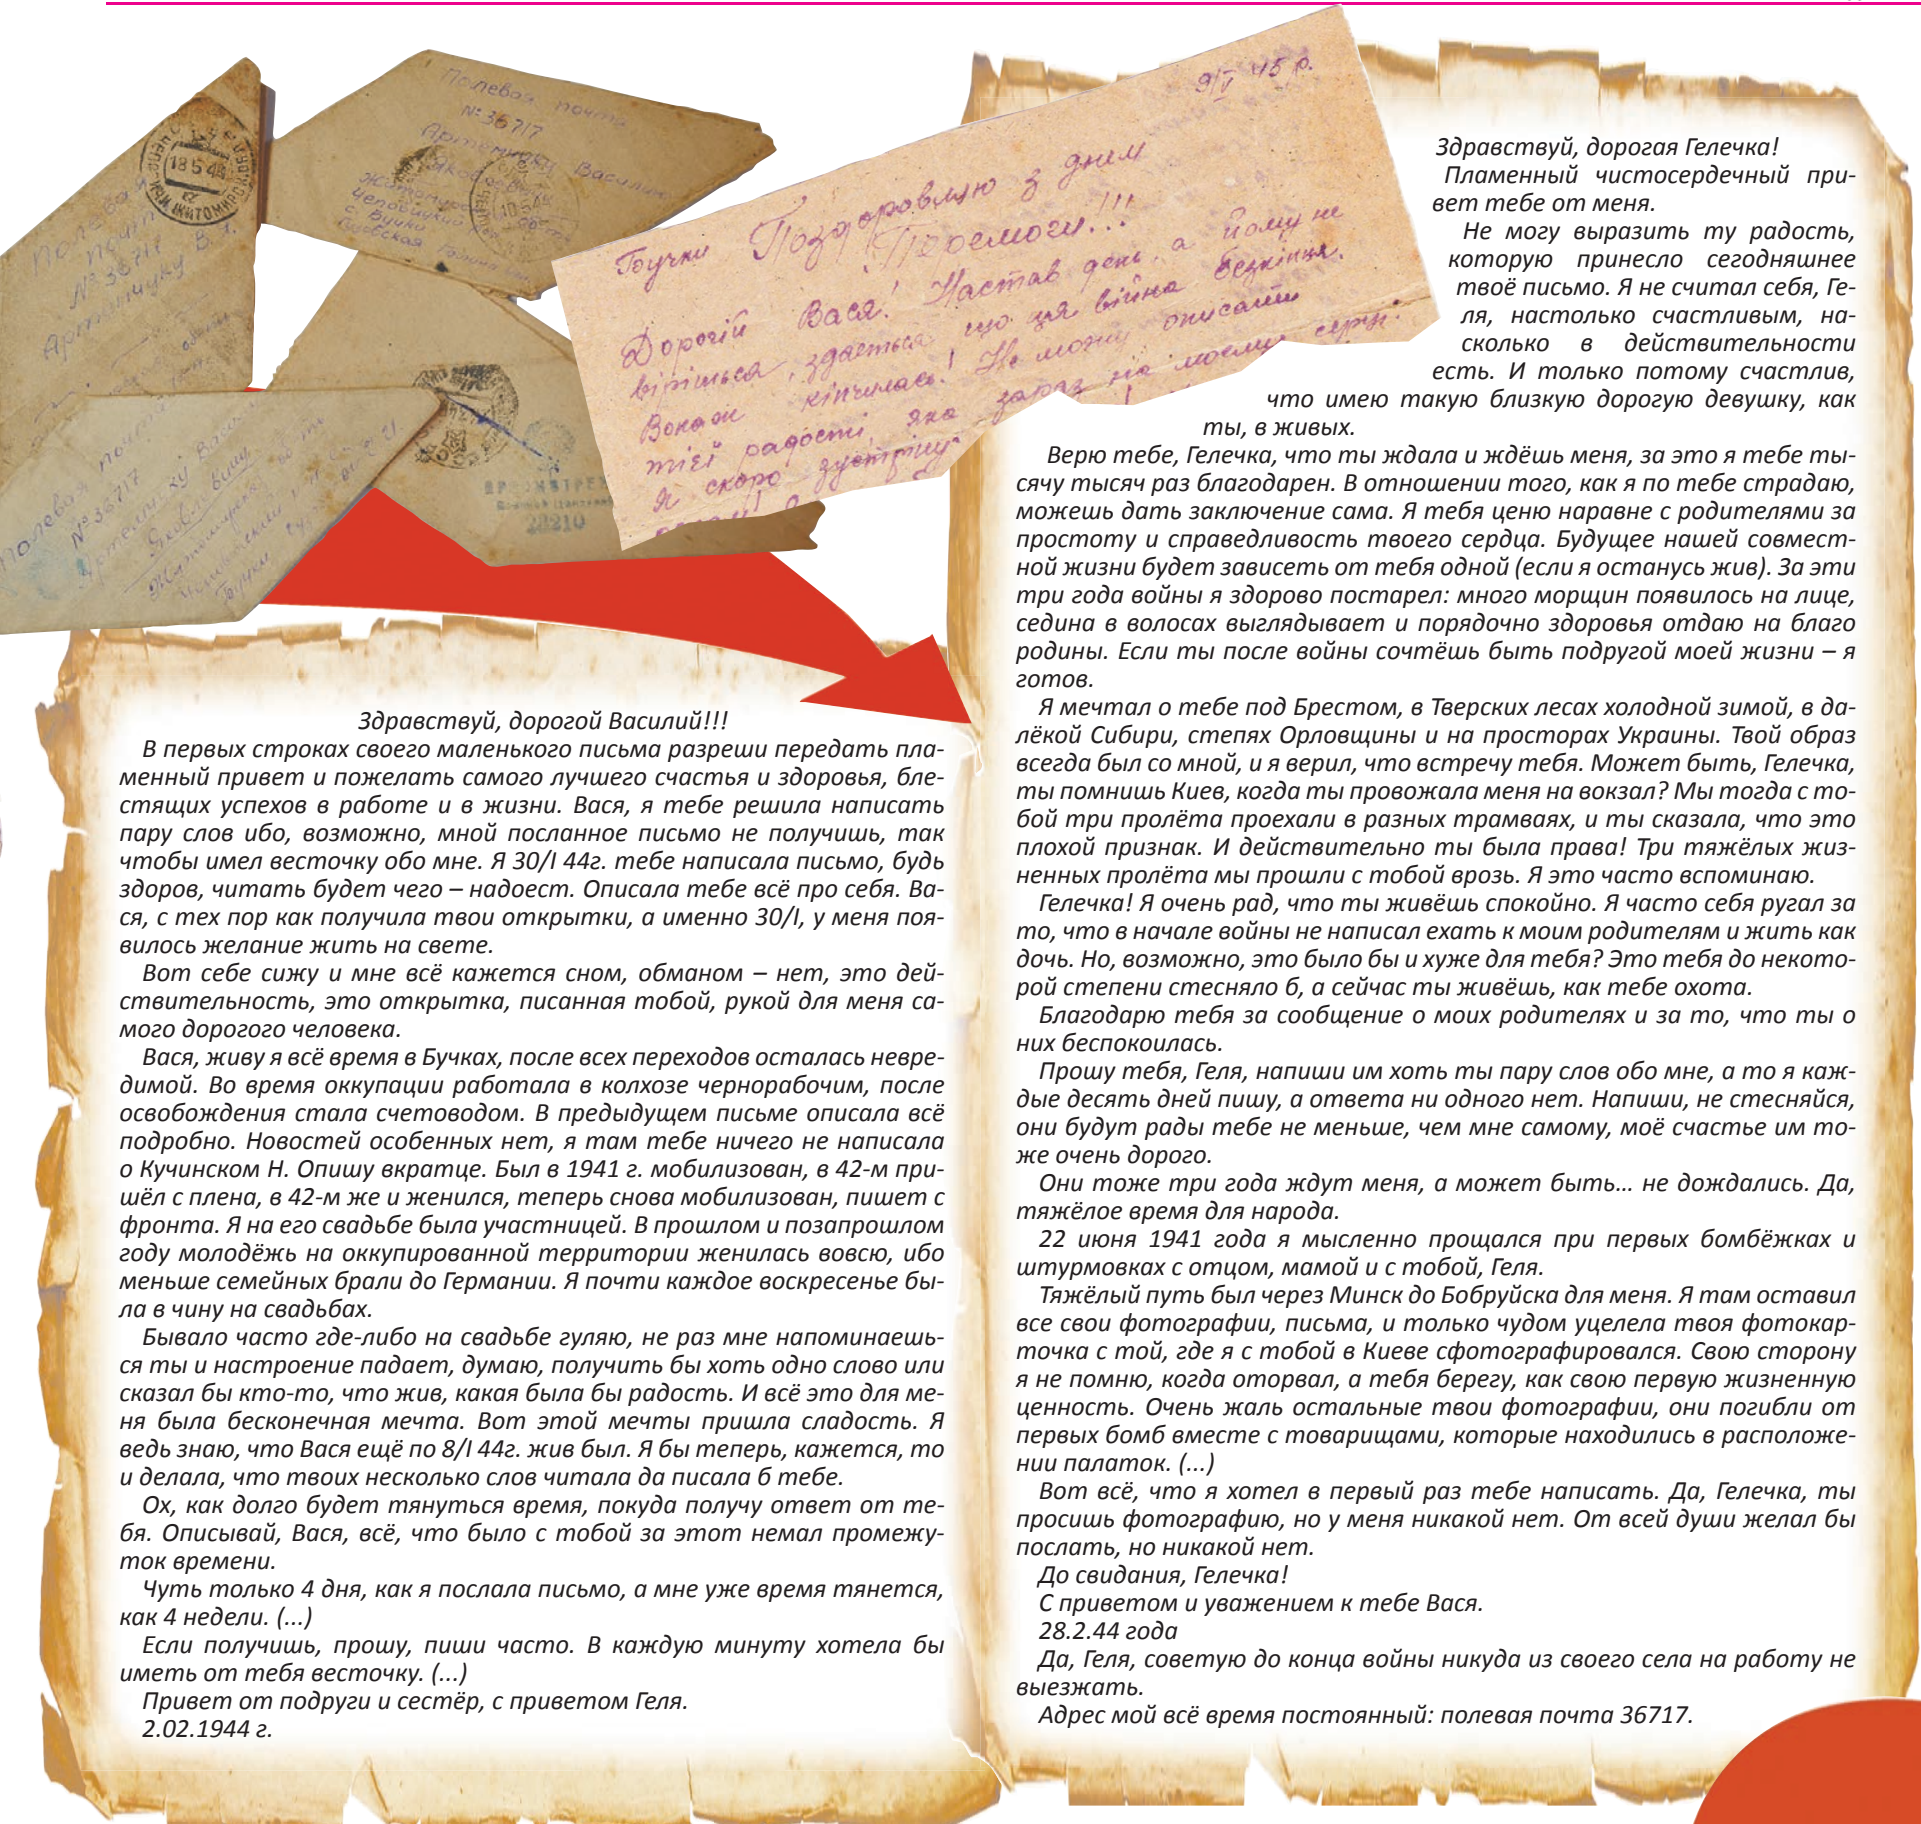 Полевая почта
№ 36717
Артемчуку В. Я.
18 5 44
Полевая почта
№ 36717
Артемчуку Василию
Яковлевичу
с. Бучки
Полевая почта
№ 36717
Артемчуку
Яковлевичу
Бучки
28210
9/V 45 р.
Бучки Поздоровляю з днем
Перемоги!!!
Дорогій Вася! Настав день, а йому не
віриться, здається, що ця війна безкінця.
Вона ж кінчилась! Не можу описати
тієї радості, яка зараз на моєму серці.
Я скоро зустріну
Здравствуй, дорогой Василий!!!
В первых строках своего маленького письма разреши передать пла-
менный привет и пожелать самого лучшего счастья и здоровья, бле-
стящих успехов в работе и в жизни. Вася, я тебе решила написать
пару слов ибо, возможно, мной посланное письмо не получишь, так
чтобы имел весточку обо мне. Я 30/I 44г. тебе написала письмо, будь
здоров, читать будет чего – надоест. Описала тебе всё про себя. Ва-
ся, с тех пор как получила твои открытки, а именно 30/I, у меня поя-
вилось желание жить на свете.
Вот себе сижу и мне всё кажется сном, обманом – нет, это дей-
ствительность, это открытка, писанная тобой, рукой для меня са-
мого дорогого человека.
Вася, живу я всё время в Бучках, после всех переходов осталась невре-
димой. Во время оккупации работала в колхозе чернорабочим, после
освобождения стала счетоводом. В предыдущем письме описала всё
подробно. Новостей особенных нет, я там тебе ничего не написала
о Кучинском Н. Опишу вкратце. Был в 1941 г. мобилизован, в 42-м при-
шёл с плена, в 42-м же и женился, теперь снова мобилизован, пишет с
фронта. Я на его свадьбе была участницей. В прошлом и позапрошлом
году молодёжь на оккупированной территории женилась вовсю, ибо
меньше семейных брали до Германии. Я почти каждое воскресенье бы-
ла в чину на свадьбах.
Бывало часто где-либо на свадьбе гуляю, не раз мне напоминаешь-
ся ты и настроение падает, думаю, получить бы хоть одно слово или
сказал бы кто-то, что жив, какая была бы радость. И всё это для ме-
ня была бесконечная мечта. Вот этой мечты пришла сладость. Я
ведь знаю, что Вася ещё по 8/I 44г. жив был. Я бы теперь, кажется, то
и делала, что твоих несколько слов читала да писала б тебе.
Ох, как долго будет тянуться время, покуда получу ответ от те-
бя. Описывай, Вася, всё, что было с тобой за этот немал промежу-
ток времени.
Чуть только 4 дня, как я послала письмо, а мне уже время тянется,
как 4 недели. (...)
Если получишь, прошу, пиши часто. В каждую минуту хотела бы
иметь от тебя весточку. (...)
Привет от подруги и сестёр, с приветом Геля.
2.02.1944 г.
Здравствуй, дорогая Гелечка!
Пламенный чистосердечный при-
вет тебе от меня.
Не могу выразить ту радость,
которую принесло сегодняшнее
твоё письмо. Я не считал себя, Ге-
ля, настолько счастливым, на-
сколько в действительности
есть. И только потому счастлив,
что имею такую близкую дорогую девушку, как
ты, в живых.
Верю тебе, Гелечка, что ты ждала и ждёшь меня, за это я тебе ты-
сячу тысяч раз благодарен. В отношении того, как я по тебе страдаю,
можешь дать заключение сама. Я тебя ценю наравне с родителями за
простоту и справедливость твоего сердца. Будущее нашей совмест-
ной жизни будет зависеть от тебя одной (если я останусь жив). За эти
три года войны я здорово постарел: много морщин появилось на лице,
седина в волосах выглядывает и порядочно здоровья отдаю на благо
родины. Если ты после войны сочтёшь быть подругой моей жизни – я
готов.
Я мечтал о тебе под Брестом, в Тверских лесах холодной зимой, в да-
лёкой Сибири, степях Орловщины и на просторах Украины. Твой образ
всегда был со мной, и я верил, что встречу тебя. Может быть, Гелечка,
ты помнишь Киев, когда ты провожала меня на вокзал? Мы тогда с то-
бой три пролёта проехали в разных трамваях, и ты сказала, что это
плохой признак. И действительно ты была права! Три тяжёлых жиз-
ненных пролёта мы прошли с тобой врозь. Я это часто вспоминаю.
Гелечка! Я очень рад, что ты живёшь спокойно. Я часто себя ругал за
то, что в начале войны не написал ехать к моим родителям и жить как
дочь. Но, возможно, это было бы и хуже для тебя? Это тебя до некото-
рой степени стесняло б, а сейчас ты живёшь, как тебе охота.
Благодарю тебя за сообщение о моих родителях и за то, что ты о
них беспокоилась.
Прошу тебя, Геля, напиши им хоть ты пару слов обо мне, а то я каж-
дые десять дней пишу, а ответа ни одного нет. Напиши, не стесняйся,
они будут рады тебе не меньше, чем мне самому, моё счастье им то-
же очень дорого.
Они тоже три года ждут меня, а может быть... не дождались. Да,
тяжёлое время для народа.
22 июня 1941 года я мысленно прощался при первых бомбёжках и
штурмовках с отцом, мамой и с тобой, Геля.
Тяжёлый путь был через Минск до Бобруйска для меня. Я там оставил
все свои фотографии, письма, и только чудом уцелела твоя фотокар-
точка с той, где я с тобой в Киеве сфотографировался. Свою сторону
я не помню, когда оторвал, а тебя берегу, как свою первую жизненную
ценность. Очень жаль остальные твои фотографии, они погибли от
первых бомб вместе с товарищами, которые находились в расположе-
нии палаток. (...)
Вот всё, что я хотел в первый раз тебе написать. Да, Гелечка, ты
просишь фотографию, но у меня никакой нет. От всей души желал бы
послать, но никакой нет.
До свидания, Гелечка!
С приветом и уважением к тебе Вася.
28.2.44 года
Да, Геля, советую до конца войны никуда из своего села на работу не
выезжать.
Адрес мой всё время постоянный: полевая почта 36717.